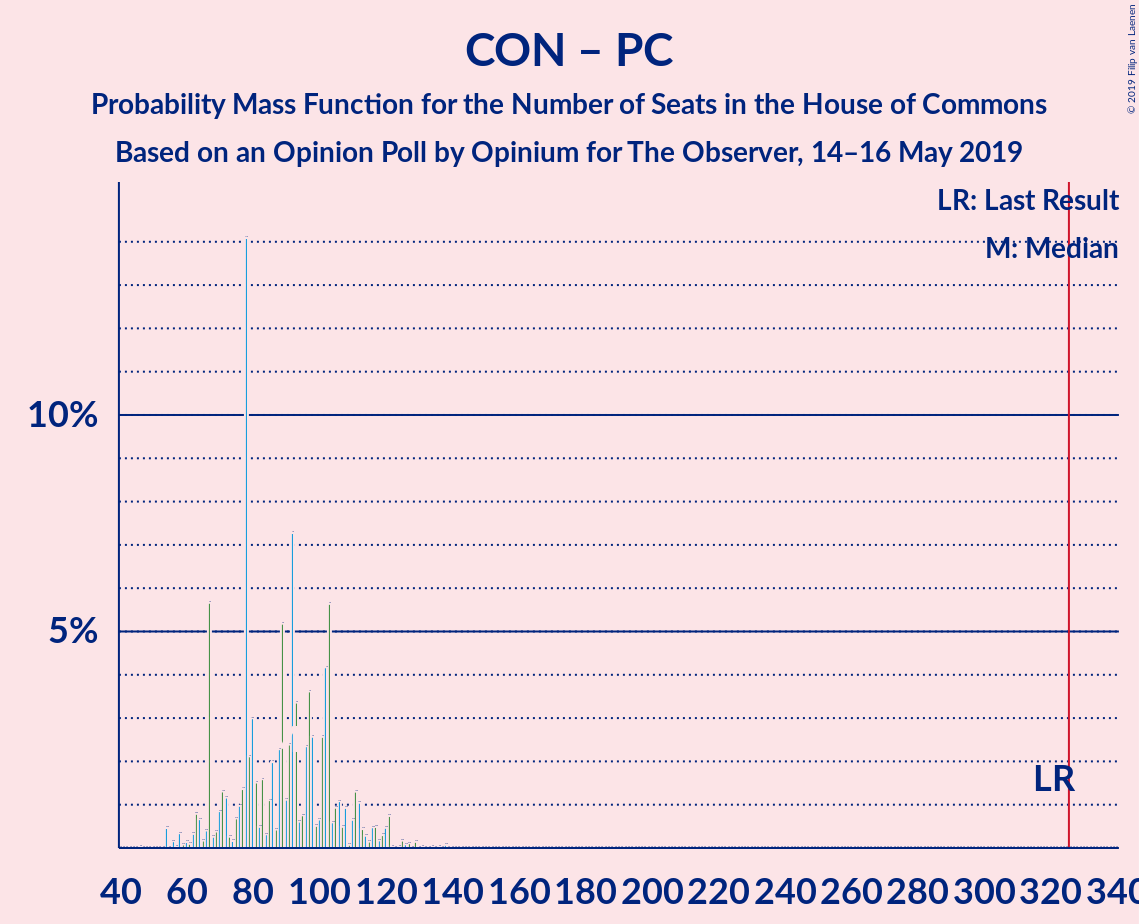 CON – PC
Probability Mass Function for the Number of Seats in the House of Commons
Based on an Opinion Poll by Opinium for The Observer, 14–16 May 2019
© 2019 Filip van Laenen
LR: Last Result
M: Median
10%
5%
LR
40 60 80 100 120 140 160 180 200 220 240 260 280 300 320 340